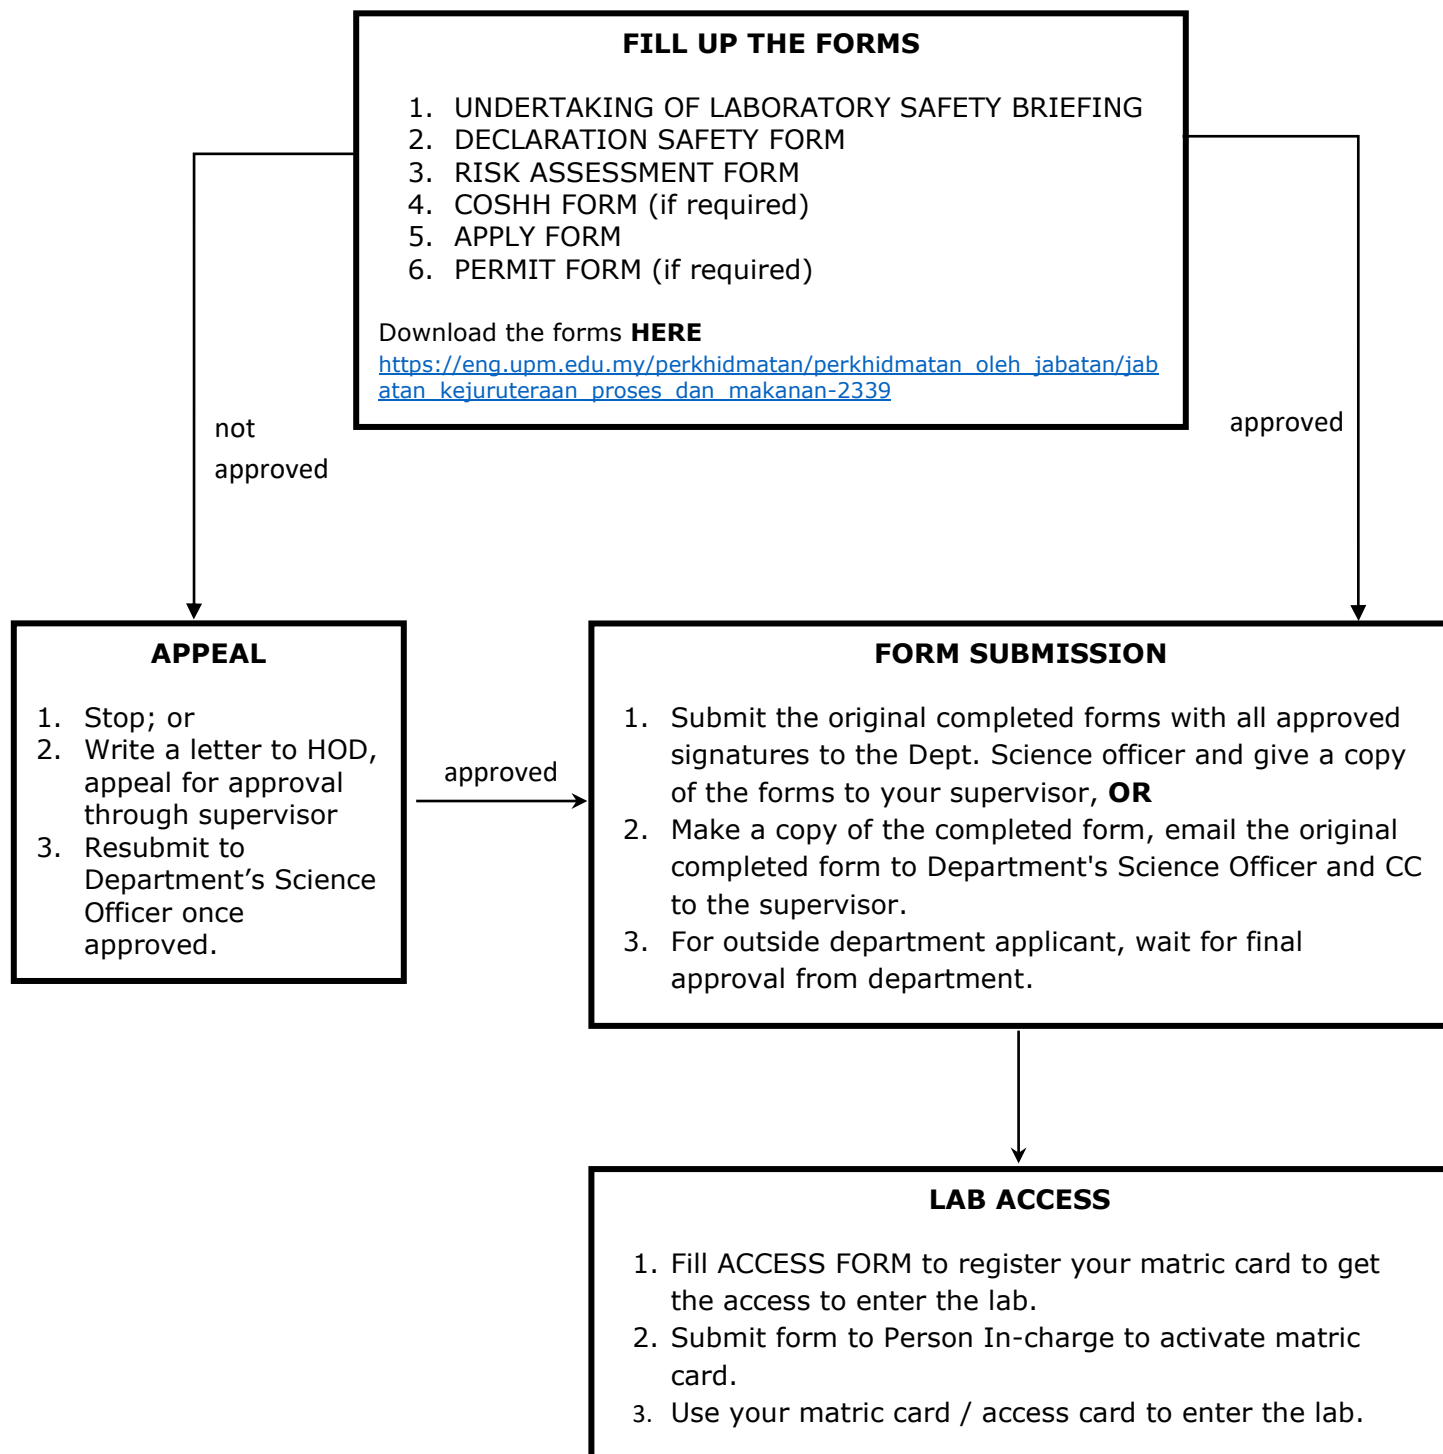 FILL UP THE FORMS
1. UNDERTAKING OF LABORATORY SAFETY BRIEFING
2. DECLARATION SAFETY FORM
3. RISK ASSESSMENT FORM
4. COSHH FORM (if required)
5. APPLY FORM
6. PERMIT FORM (if required)
Download the forms HERE
https://eng.upm.edu.my/perkhidmatan/perkhidmatan_oleh_jabatan/jab
atan_kejuruteraan_proses_dan_makanan-2339
not
approved
approved
APPEAL
1. Stop; or
2. Write a letter to HOD,
appeal for approval
through supervisor
3. Resubmit to
Department’s Science
Officer once
approved.
approved
FORM SUBMISSION
1. Submit the original completed forms with all approved
signatures to the Dept. Science officer and give a copy
of the forms to your supervisor, OR
2. Make a copy of the completed form, email the original
completed form to Department's Science Officer and CC
to the supervisor.
3. For outside department applicant, wait for final
approval from department.
LAB ACCESS
1. Fill ACCESS FORM to register your matric card to get
the access to enter the lab.
2. Submit form to Person In-charge to activate matric
card.
3. Use your matric card / access card to enter the lab.